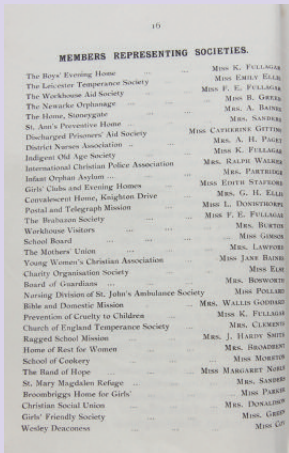 16
MEMBERS REPRESENTING SOCIETIES.
The Boys' Evening Home ... ... Miss K. Fullagar
The Leicester Temperance Society ... Miss Emily Ellis
The Workhouse Aid Society ... Miss F. E. Fullagar
The Newarke Orphanage ... ... Miss B. Greed
The Home, Stoneygate ... ... Mrs. A. Baines
St. Ann's Preventive Home ... ... Mrs. Sanders
Discharged Prisoners' Aid Society Miss Catherine Gittins
District Nurses Association ... ... Mrs. A. H. Paget
Indigent Old Age Society ... Miss K. Fullagar
International Christian Police Association Mrs. Ralph Walker
Infant Orphan Asylum ... ... Mrs. Partridge
Girls' Clubs and Evening Homes Miss Edith Stafford
Convalescent Home, Knighton Drive Mrs. G. H. Ellis
Postal and Telegraph Mission Miss L. Donisthorpe
The Brabazon Society ... Miss F. E. Fullagar
Workhouse Visitors ... ... Mrs. Burton
School Board ... ... Miss Gimson
The Mothers' Union ... ... Mrs. Lawford
Young Women's Christian Association ... Miss Jane Baines
Charity Organisation Society ... Miss Else
Board of Guardians ... ... Mrs. Bosworth
Nursing Division of St. John's Ambulance Society Miss Pollard
Bible and Domestic Mission ... Mrs. Wallis Goddard
Prevention of Cruelty to Children ... Miss K. Fullagar
Church of England Temperance Society Mrs. Clements
Ragged School Mission ... Mrs. J. Hardy Smith
Home of Rest for Women ... Mrs. Broadbent
School of Cookery ... ... Miss Moreton
The Band of Hope ... Miss Margaret Noble
St. Mary Magdalen Refuge ... ... Mrs. Sanders
Broombriggs Home for Girls' ... Miss Parker
Christian Social Union ... Mrs. Donaldson
Girls' Friendly Society ... ... Miss. Green
Wesley Deaconess ... ... Miss